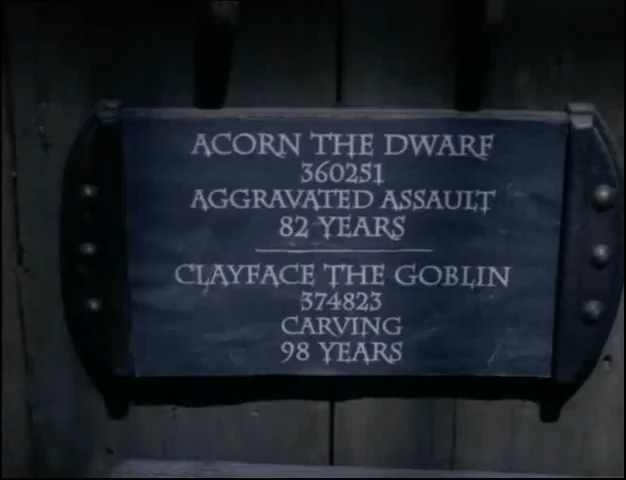 ACORN THE DWARF
360251
AGGRAVATED ASSAULT
82 YEARS
CLAYFACE THE GOBLIN
374823
CARVING
98 YEARS